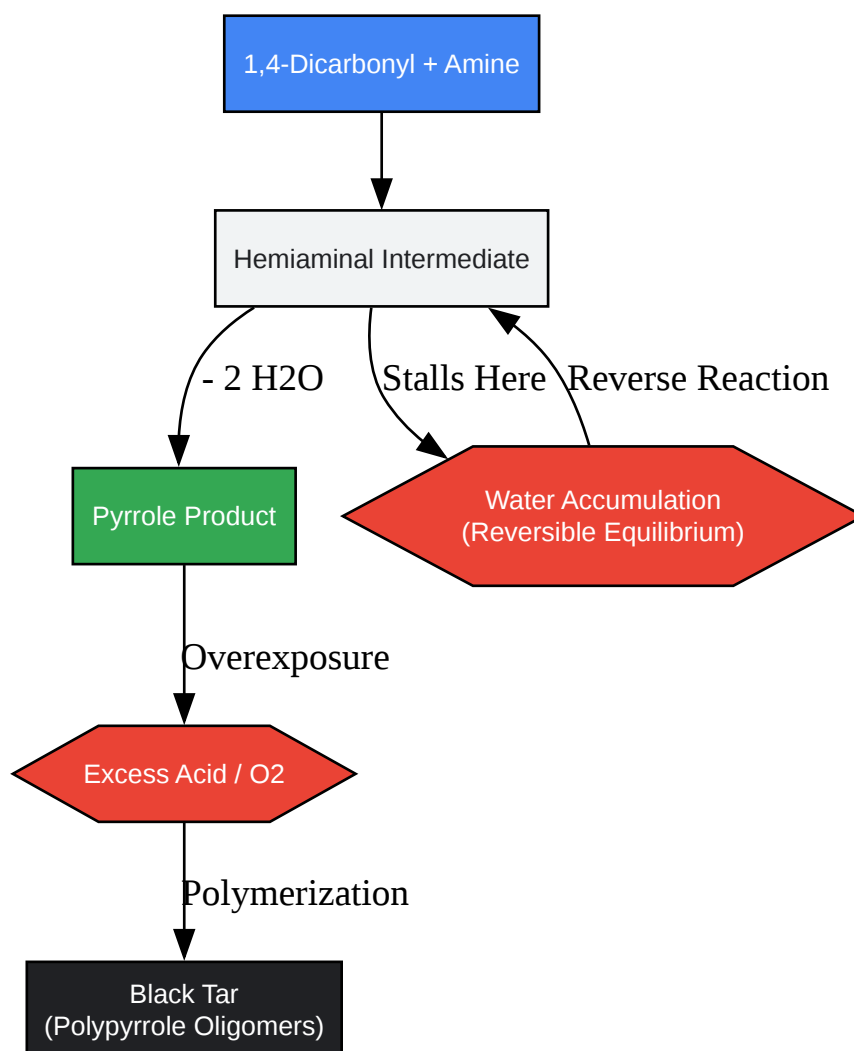 1,4-Dicarbonyl + Amine
Hemiaminal Intermediate
- 2 H2O
Stalls Here
Reverse Reaction
Pyrrole Product
Water Accumulation
(Reversible Equilibrium)
Overexposure
Excess Acid / O2
Polymerization
Black Tar
(Polypyrrole Oligomers)